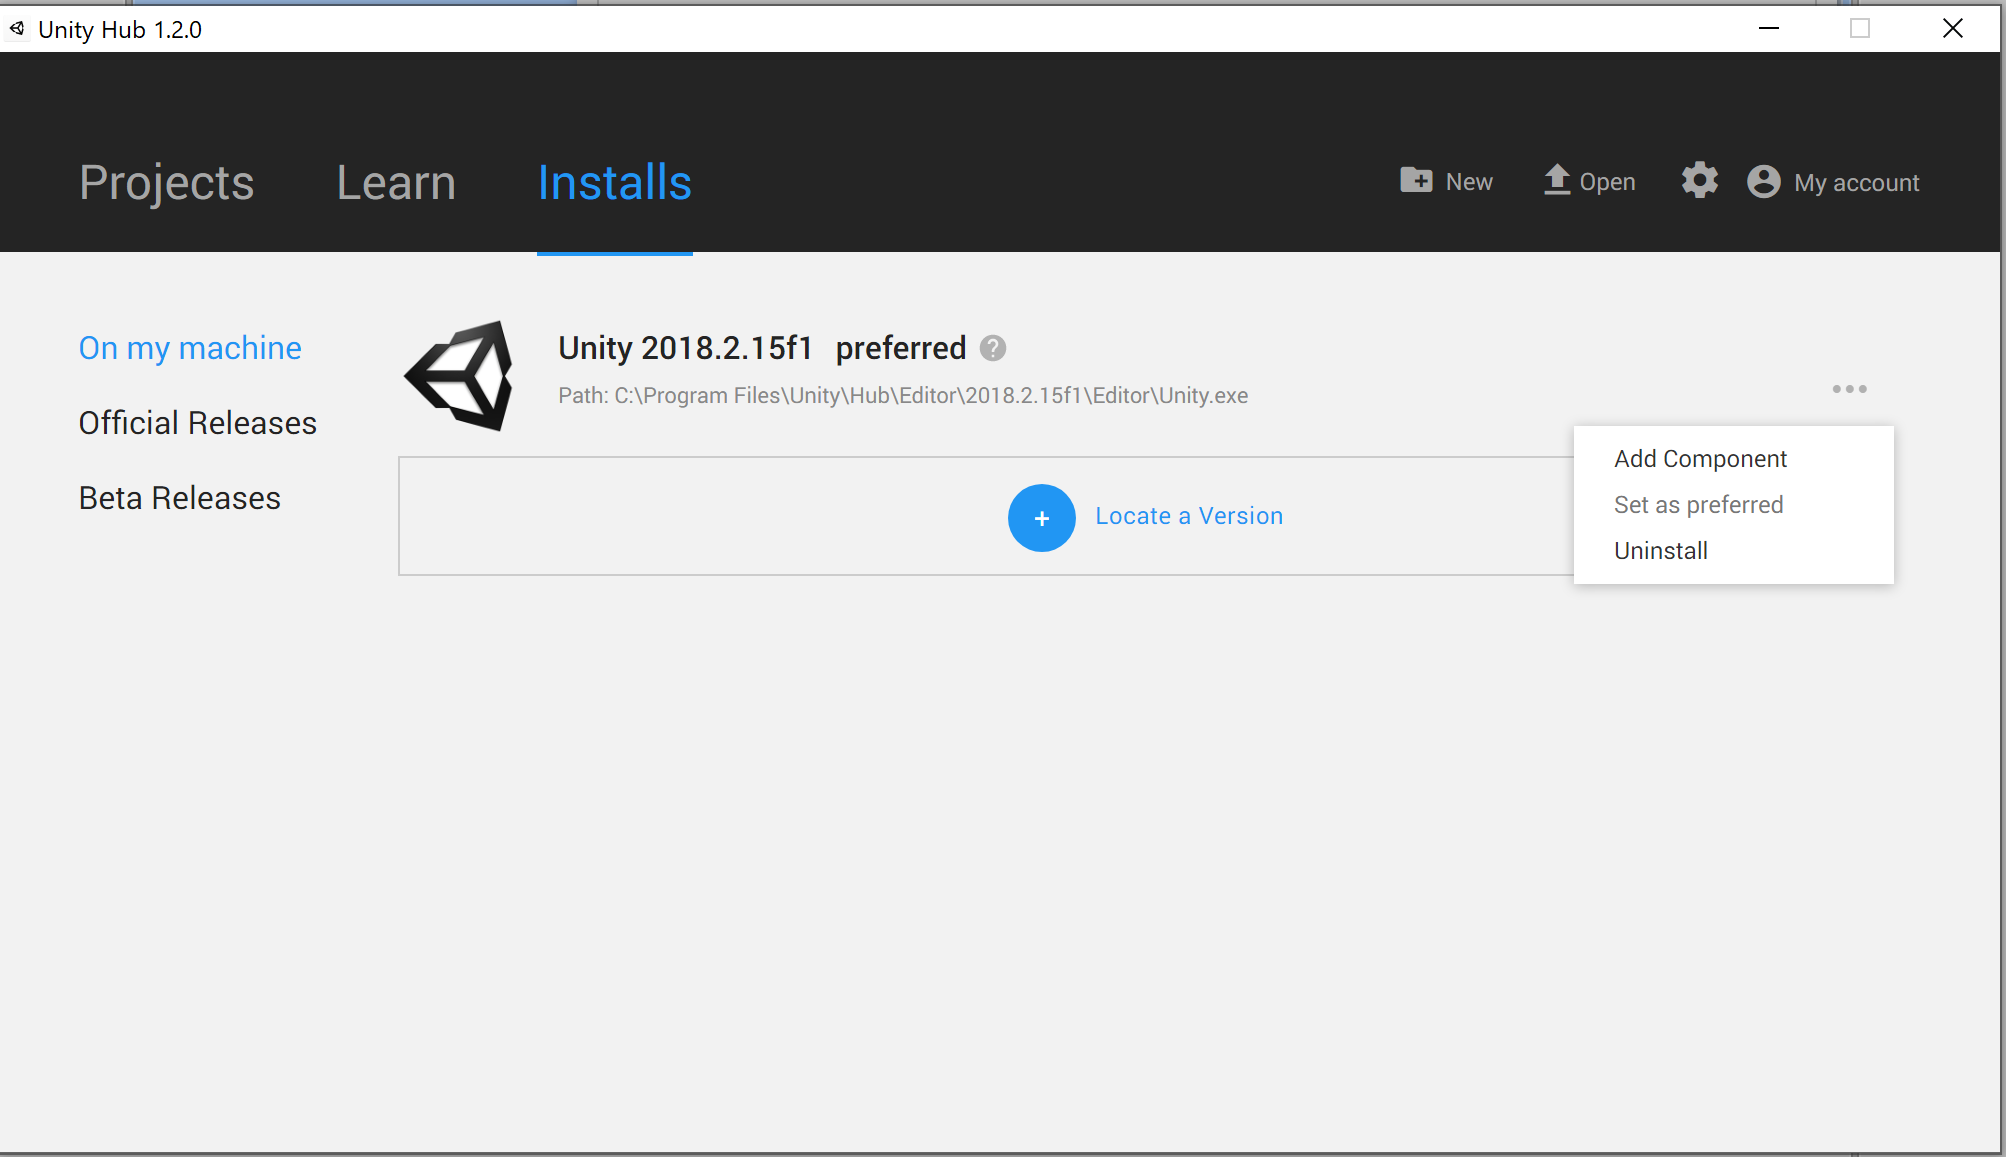 Unity Hub 1.2.0
Projects Learn Installs New Open My account
On my machine
Official Releases
Beta Releases
Unity 2018.2.15f1 preferred ?
Path: C:\Program Files\Unity\Hub\Editor\2018.2.15f1\Editor\Unity.exe
+ Locate a Version
Add Component
Set as preferred
Uninstall